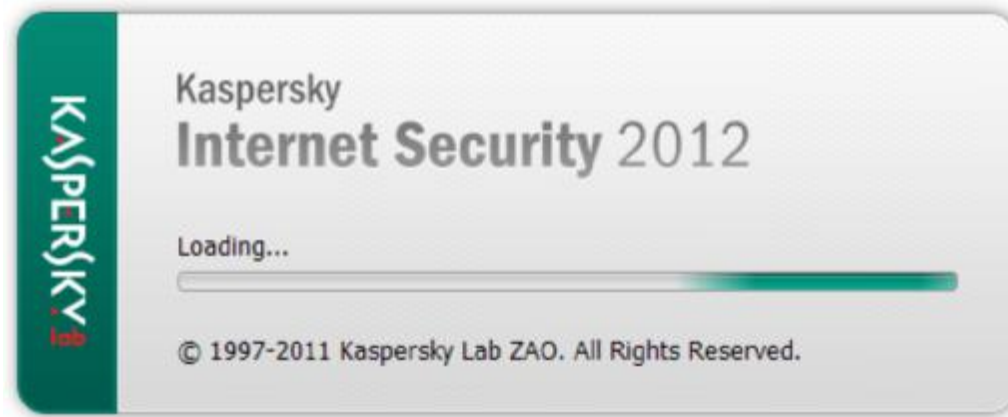 KASPERSKY lab
Kaspersky
Internet Security 2012
Loading...
© 1997-2011 Kaspersky Lab ZAO. All Rights Reserved.